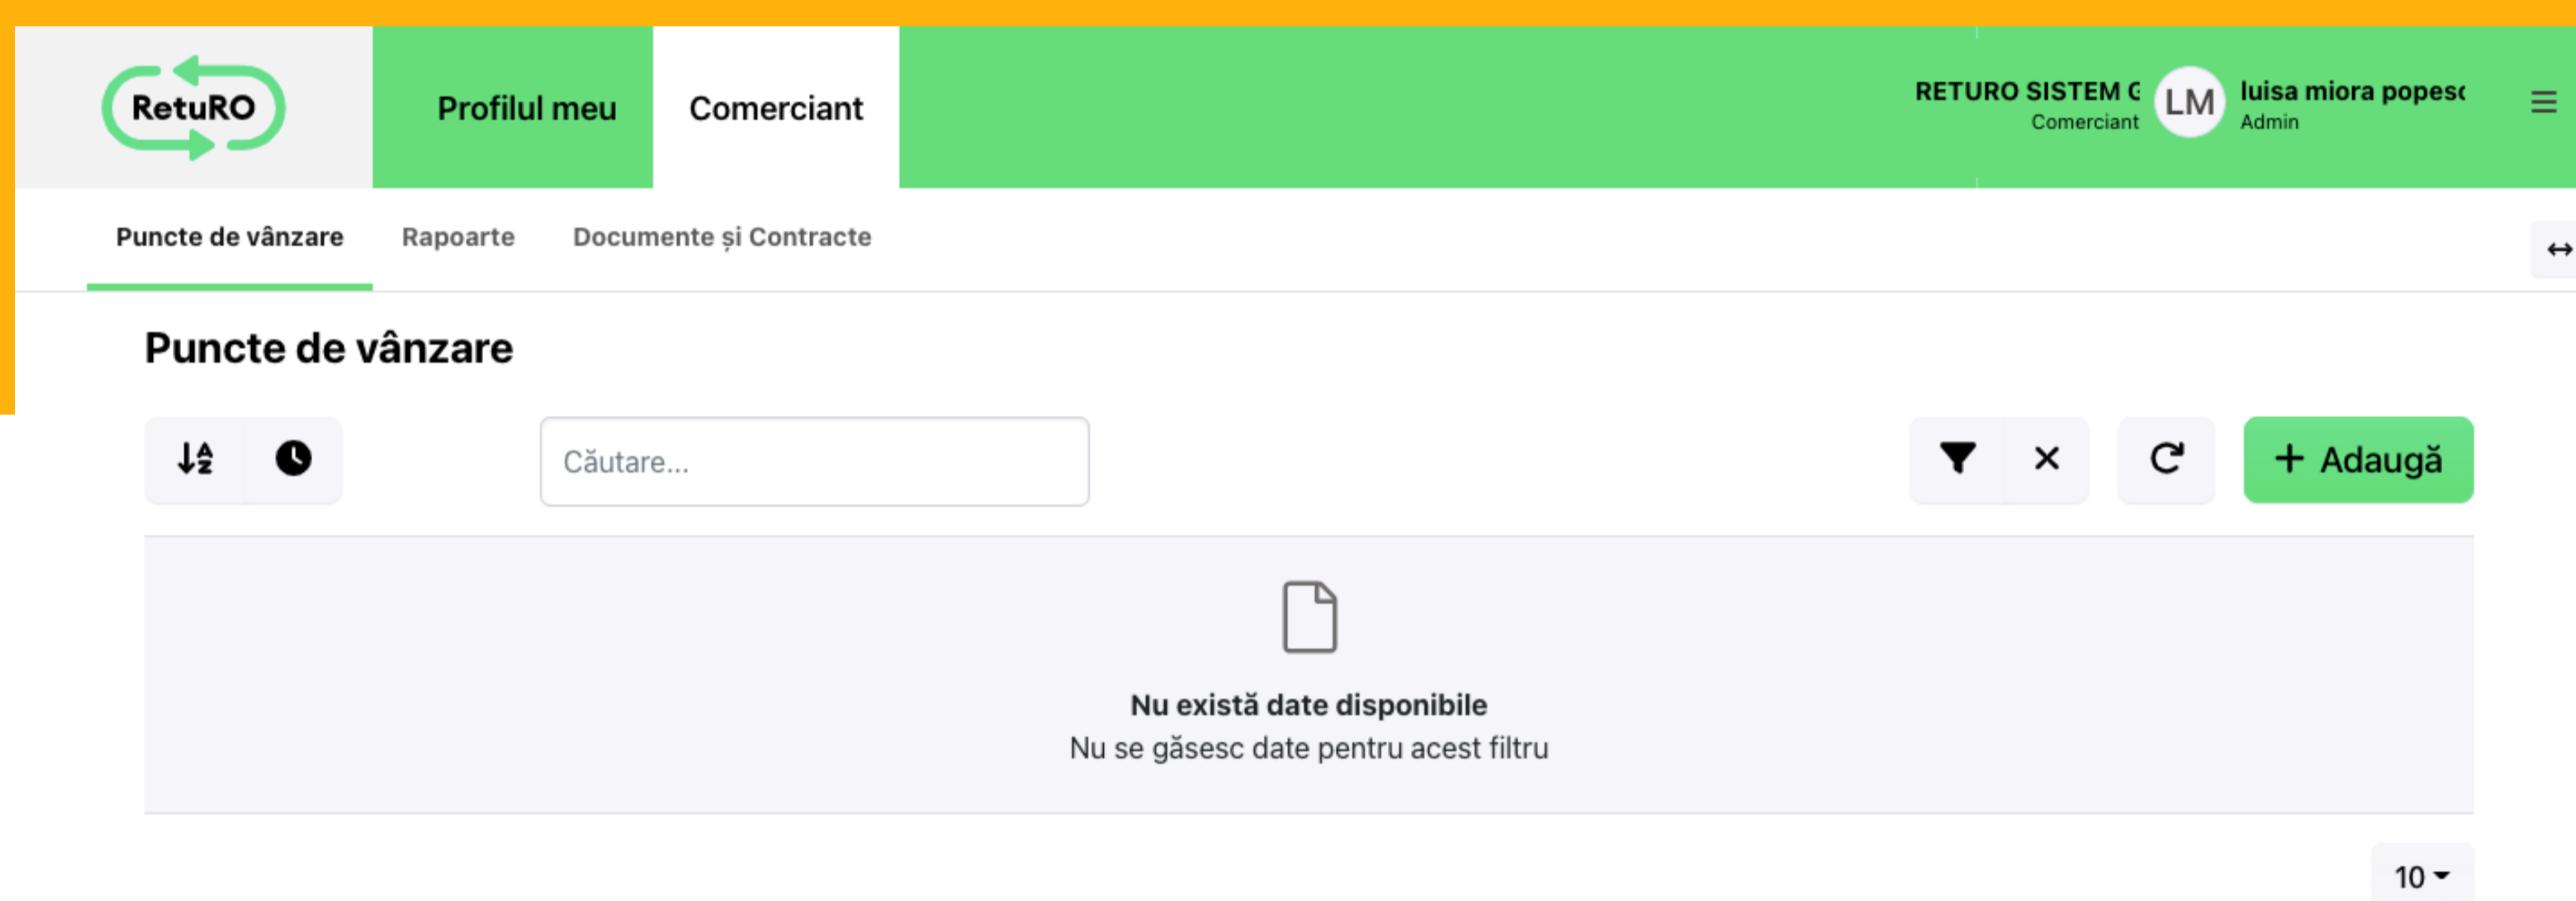 RetuRO
Profilul meu
Comerciant
RETURO SISTEM G
Comerciant
LM
luisa miora popesc
Admin
Puncte de vânzare
Rapoarte
Documente și Contracte
Puncte de vânzare
Căutare...
+ Adaugă
Nu există date disponibile
Nu se găsesc date pentru acest filtru
10